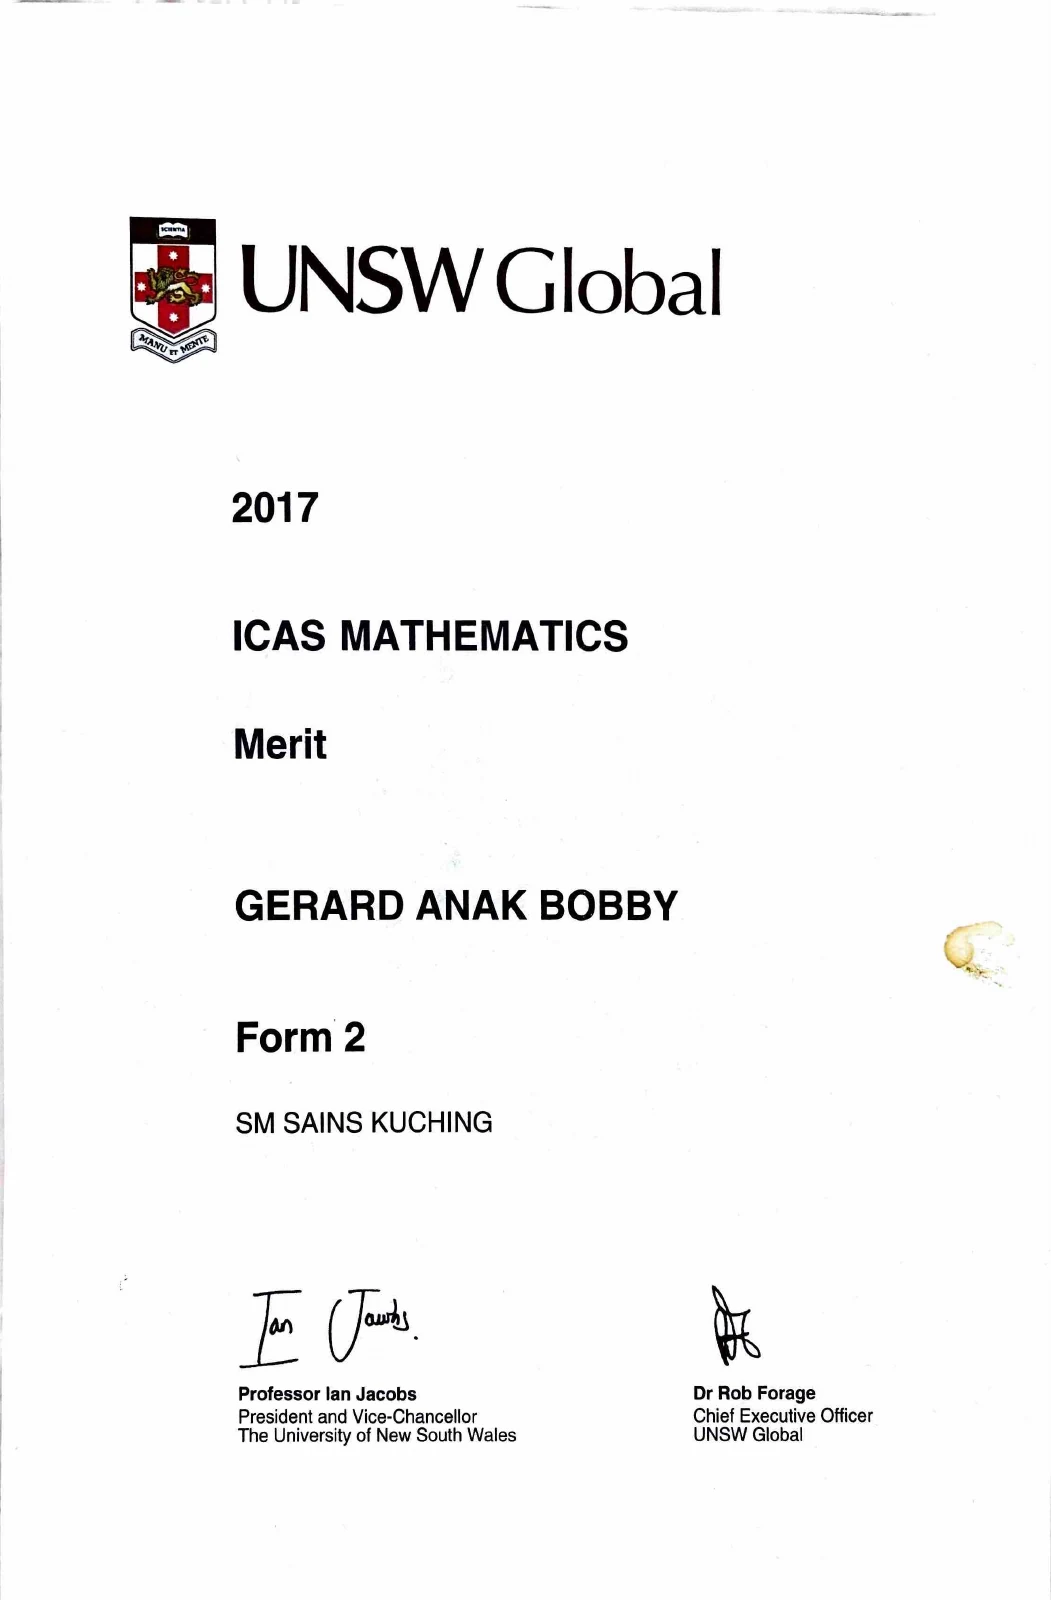 SCIENTIA
MANU ET MENTE
UNSW Global
2017
ICAS MATHEMATICS
Merit
GERARD ANAK BOBBY
Form 2
SM SAINS KUCHING
Ian Jacobs.
Professor Ian Jacobs
President and Vice-Chancellor
The University of New South Wales
Dr Rob Forage
Chief Executive Officer
UNSW Global